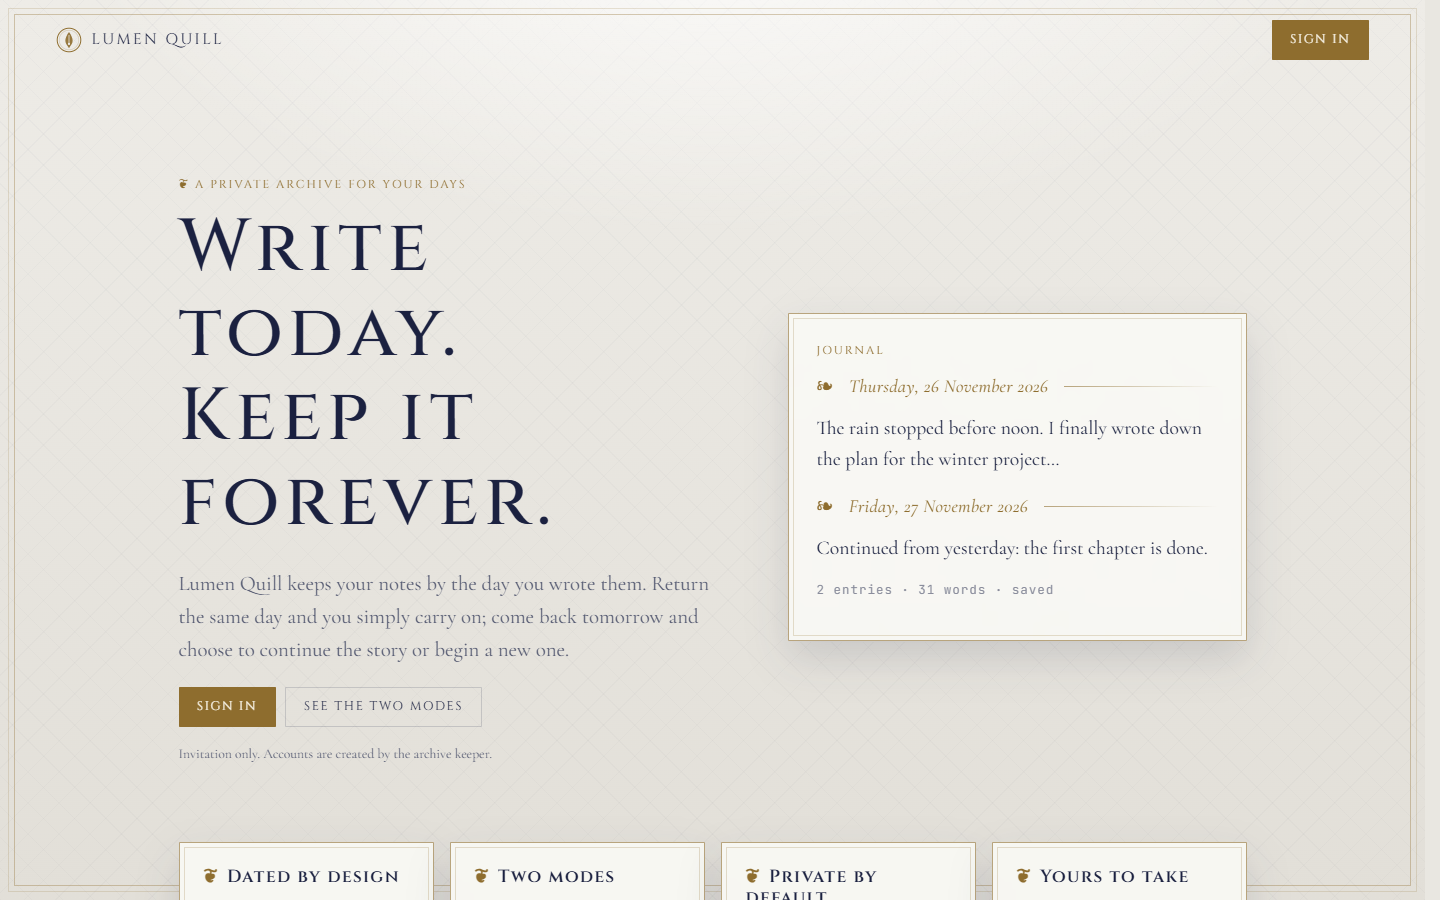 LUMEN QUILL
SIGN IN
❦ A PRIVATE ARCHIVE FOR YOUR DAYS
WRITE
TODAY.
KEEP IT
FOREVER.
Lumen Quill keeps your notes by the day you wrote them. Return
the same day and you simply carry on; come back tomorrow and
choose to continue the story or begin a new one.
SIGN IN
SEE THE TWO MODES
Invitation only. Accounts are created by the archive keeper.
JOURNAL
❧ Thursday, 26 November 2026
The rain stopped before noon. I finally wrote down
the plan for the winter project…
❧ Friday, 27 November 2026
Continued from yesterday: the first chapter is done.
2 entries · 31 words · saved
❦ DATED BY DESIGN
❦ TWO MODES
❦ PRIVATE BY
DEFAULT
❦ YOURS TO TAKE